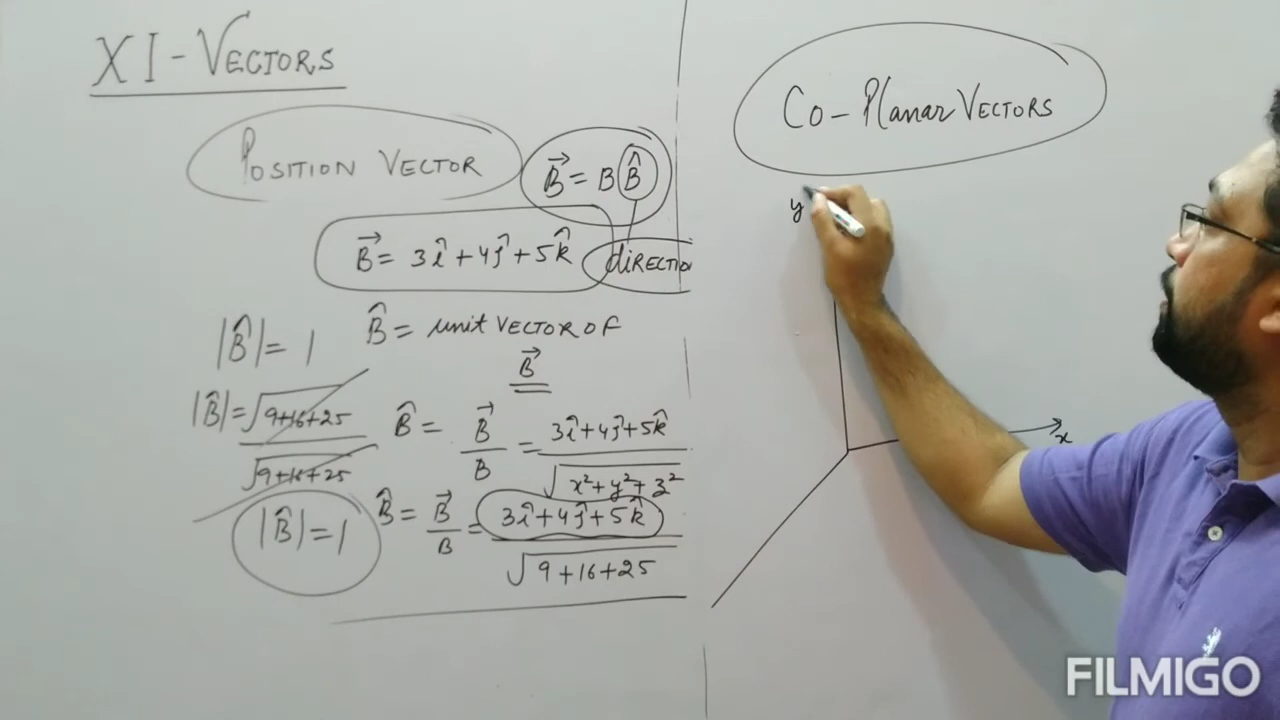 XI - VECTORS
POSITION VECTOR
B⃗ = B B̂
B⃗ = 3î + 4ĵ + 5k̂
DIRECTIO
|B̂| = 1
B̂ = unit VECTOR OF
B⃗
|B̂| = √9+16+25 / √9+16+25
B̂ = B⃗ / B = 3î + 4ĵ + 5k̂ / √x² + y² + z²
|B̂| = 1
B̂ = B⃗ / B = 3î + 4ĵ + 5k̂ / √9 + 16 + 25
Co - Planar VECTORS
y
x
FILMIGO